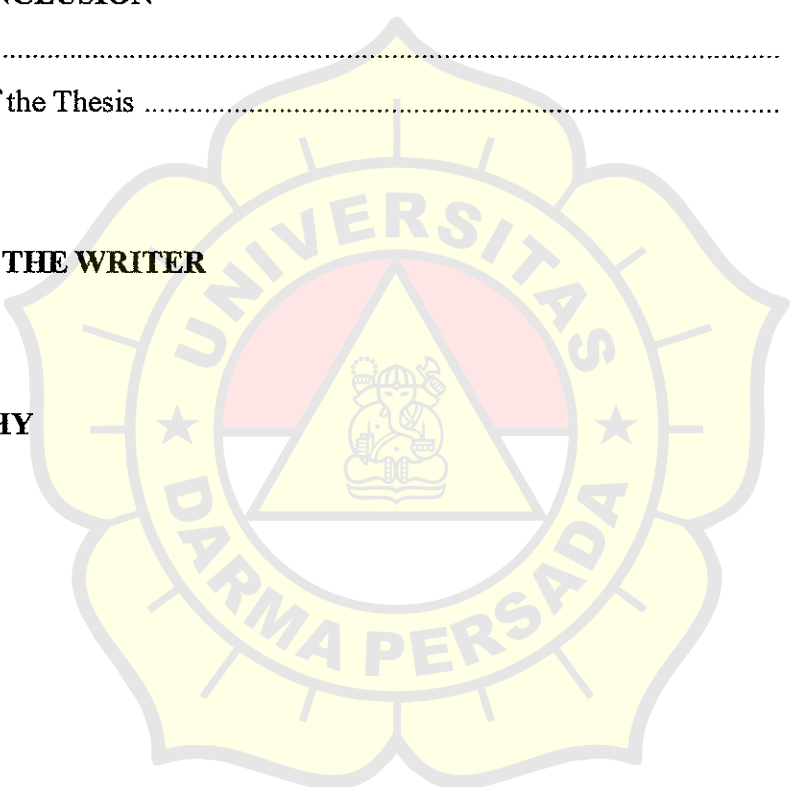 NCLUSION
................................................................
f the Thesis ................................................................
THE WRITER
HY
UNIVERSITAS
DARMA PERSADA